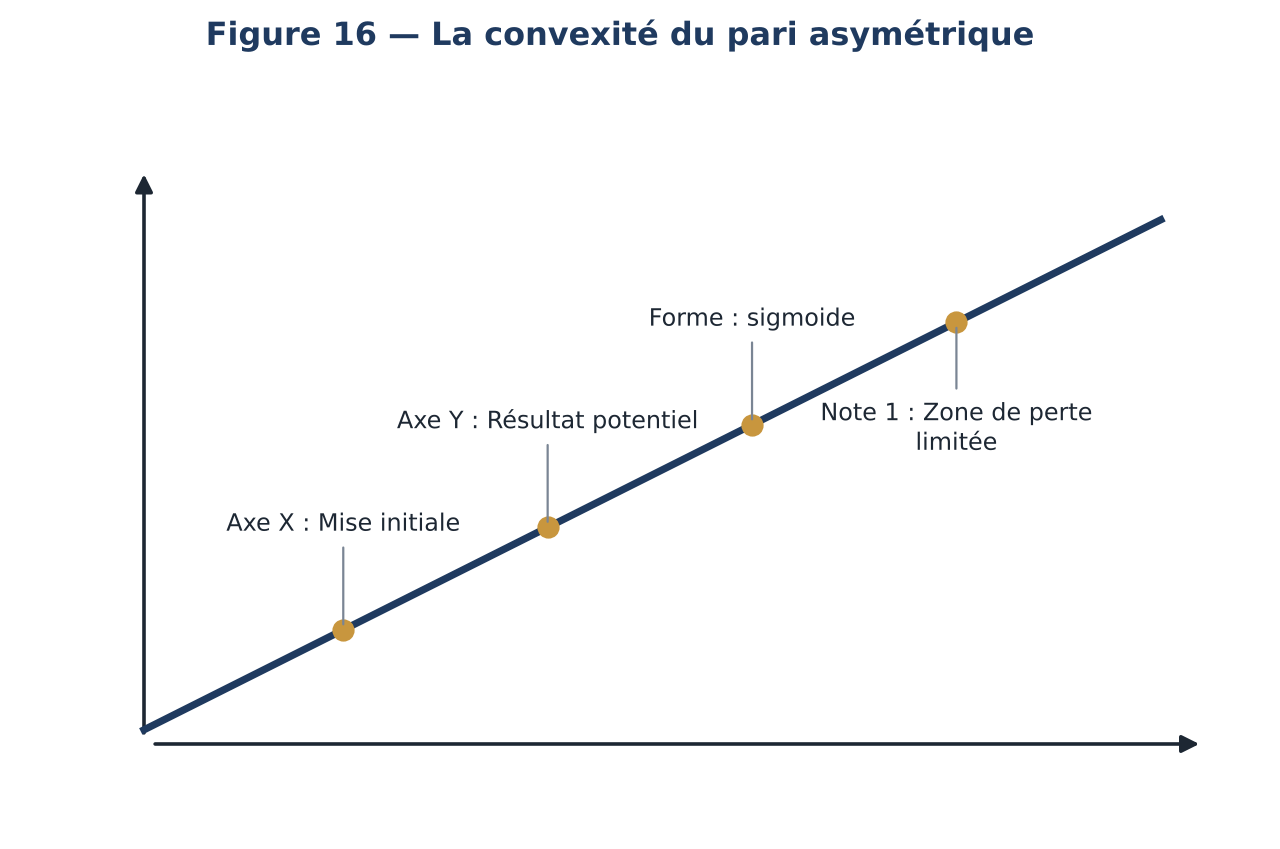 Figure 16 — La convexité du pari asymétrique
Forme : sigmoide
Note 1 : Zone de perte
limitée
Axe Y : Résultat potentiel
Axe X : Mise initiale